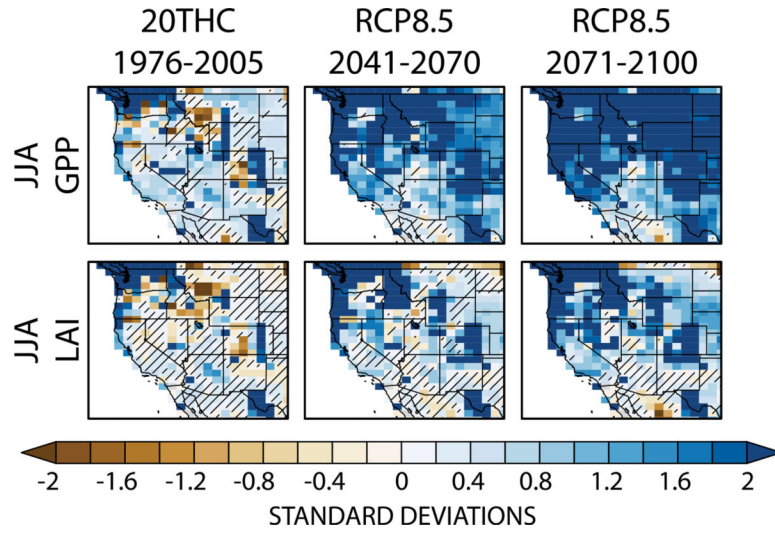 20THC RCP8.5 RCP8.5
1976-2005 2041-2070 2071-2100
JJA
GPP
JJA
LAI
-2 -1.6 -1.2 -0.8 -0.4 0 0.4 0.8 1.2 1.6 2
STANDARD DEVIATIONS